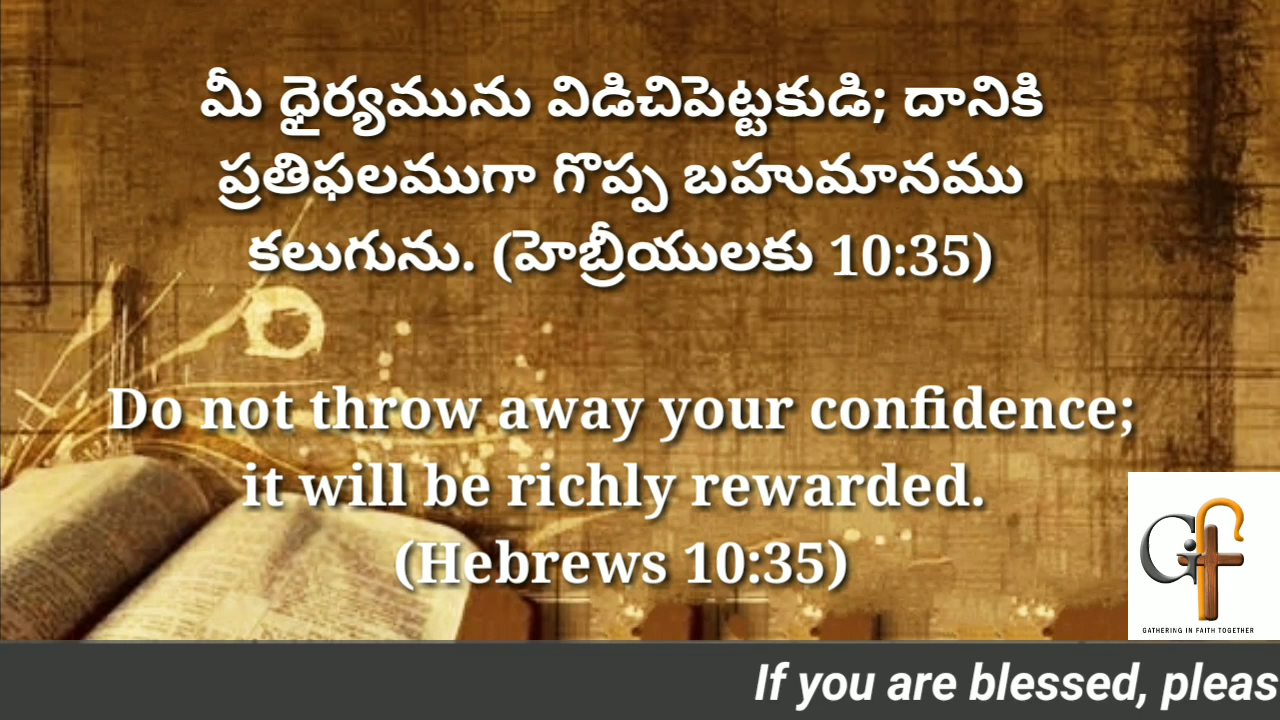 మీ ధైర్యమును విడిచిపెట్టకుడి; దానికి
ప్రతిఫలముగా గొప్ప బహుమానము
కలుగును. (హెబ్రీయులకు 10:35)
Do not throw away your confidence;
it will be richly rewarded.
(Hebrews 10:35)
Gft
GATHERING IN FAITH TOGETHER
If you are blessed, pleas